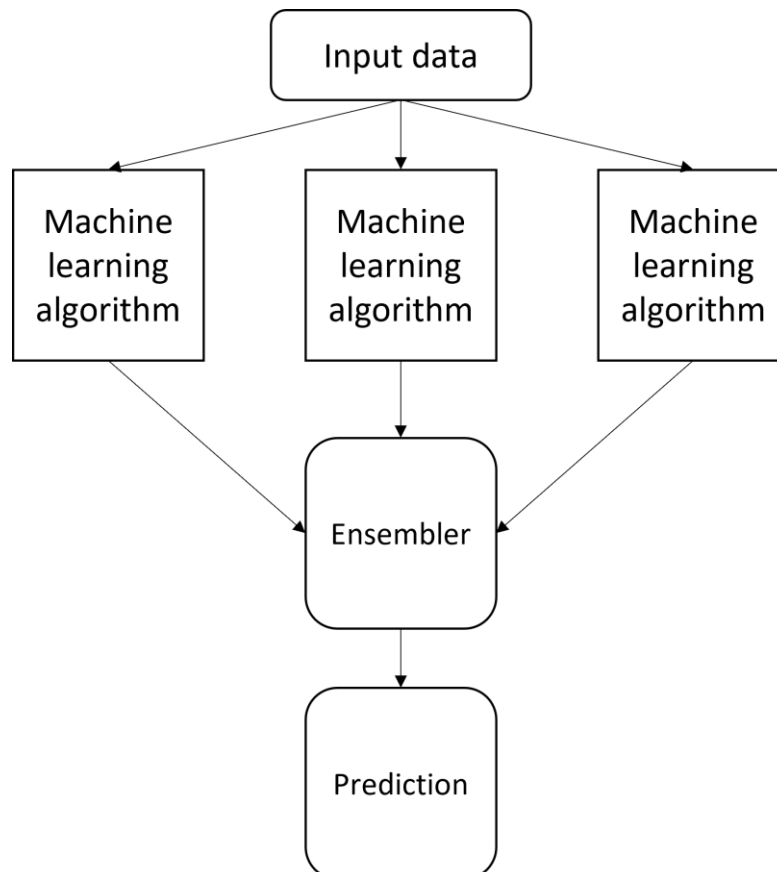 Input data
Machine
learning
algorithm
Machine
learning
algorithm
Machine
learning
algorithm
Ensembler
Prediction